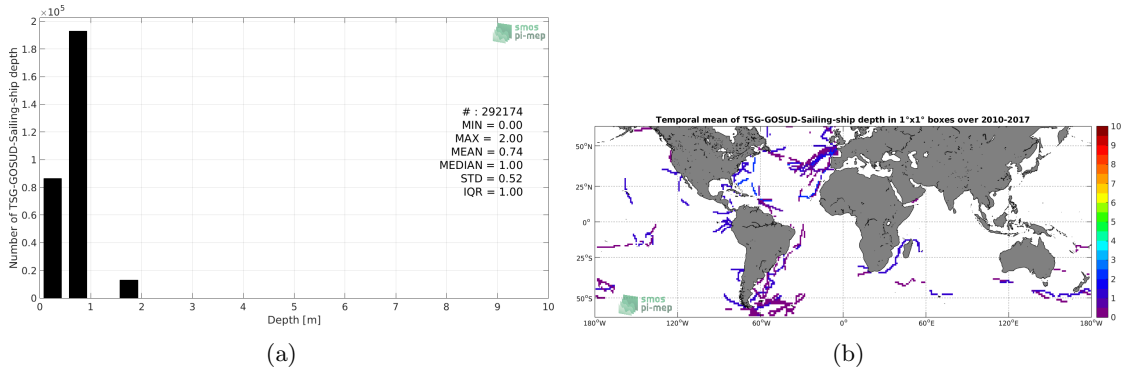 ×10⁵
2
1.8
1.6
1.4
1.2
1
0.8
0.6
0.4
0.2
0
Number of TSG-GOSUD-Sailing-ship depth
0 1 2 3 4 5 6 7 8 9 10
Depth [m]
smos
pi-mep
# : 292174
MIN = 0.00
MAX = 2.00
MEAN = 0.74
MEDIAN = 1.00
STD = 0.52
IQR = 1.00
(a)
Temporal mean of TSG-GOSUD-Sailing-ship depth in 1°x1° boxes over 2010-2017
50°N
25°N
0°
25°S
50°S
180°W 120°W 60°W 0° 60°E 120°E 180°W
smos
pi-mep
10
9
8
7
6
5
4
3
2
1
0
(b)